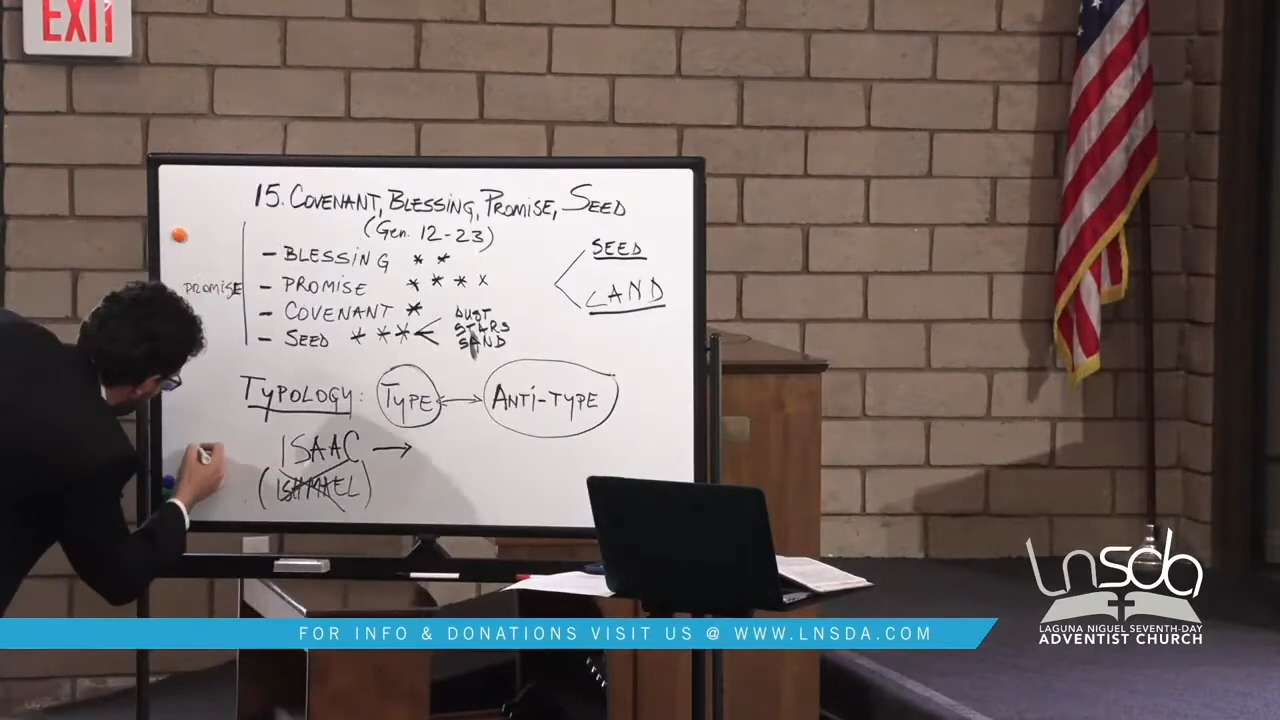 EXIT
15. COVENANT, BLESSING, PROMISE, SEED
(Gen. 12-23)
- BLESSING * *
PROMISE - PROMISE * * * x
- COVENANT *
- SEED * * * < DUST
STARS
SAND
SEED
LAND
TYPOLOGY: TYPE ↔ ANTI-TYPE
ISAAC →
(ISHMAEL)
FOR INFO & DONATIONS VISIT US @ WWW.LNSDA.COM
LNSDA
LAGUNA NIGUEL SEVENTH-DAY
ADVENTIST CHURCH